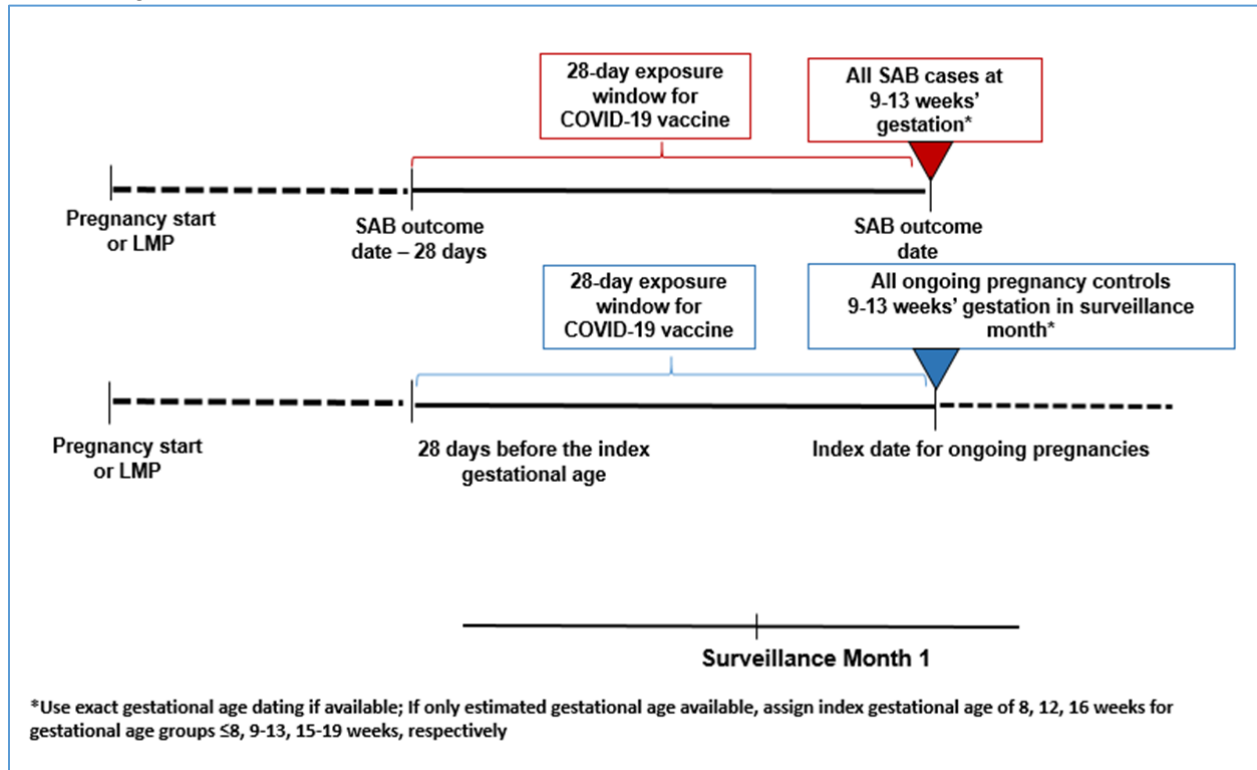 28-day exposure
window for
COVID-19 vaccine
All SAB cases at
9-13 weeks'
gestation*
Pregnancy start
or LMP
SAB outcome
date – 28 days
SAB outcome
date
28-day exposure
window for
COVID-19 vaccine
All ongoing pregnancy controls
9-13 weeks' gestation in surveillance
month*
Pregnancy start
or LMP
28 days before the index
gestational age
Index date for ongoing pregnancies
Surveillance Month 1
*Use exact gestational age dating if available; If only estimated gestational age available, assign index gestational age of 8, 12, 16 weeks for
gestational age groups ≤8, 9-13, 15-19 weeks, respectively